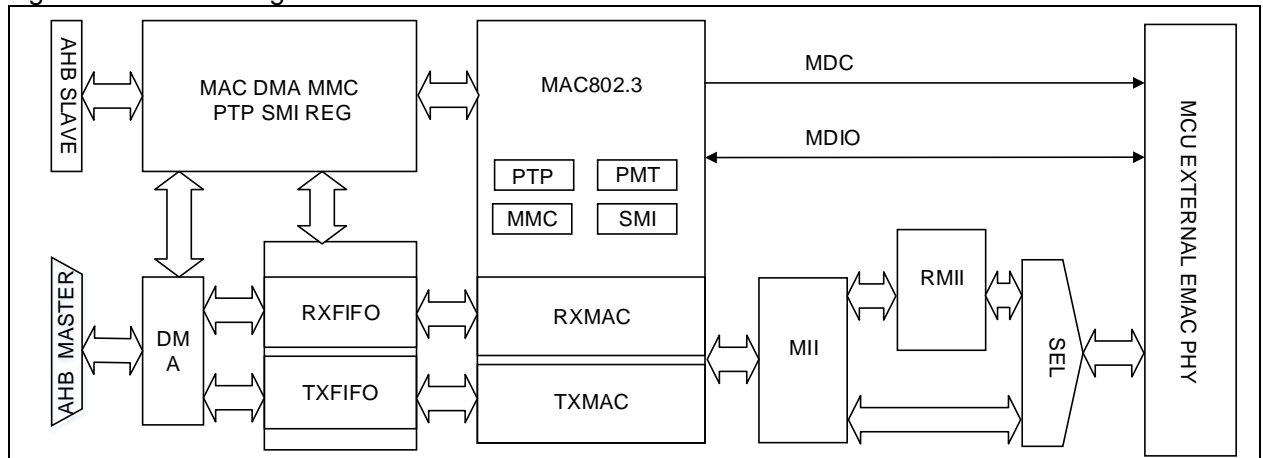 AHB SLAVE
MAC DMA MMC
PTP SMI REG
MAC802.3
MDC
MDIO
PTP
PMT
MMC
SMI
MCU EXTERNAL EMAC PHY
AHB MASTER
DM
A
RXFIFO
TXFIFO
RXMAC
TXMAC
MII
RMII
SEL